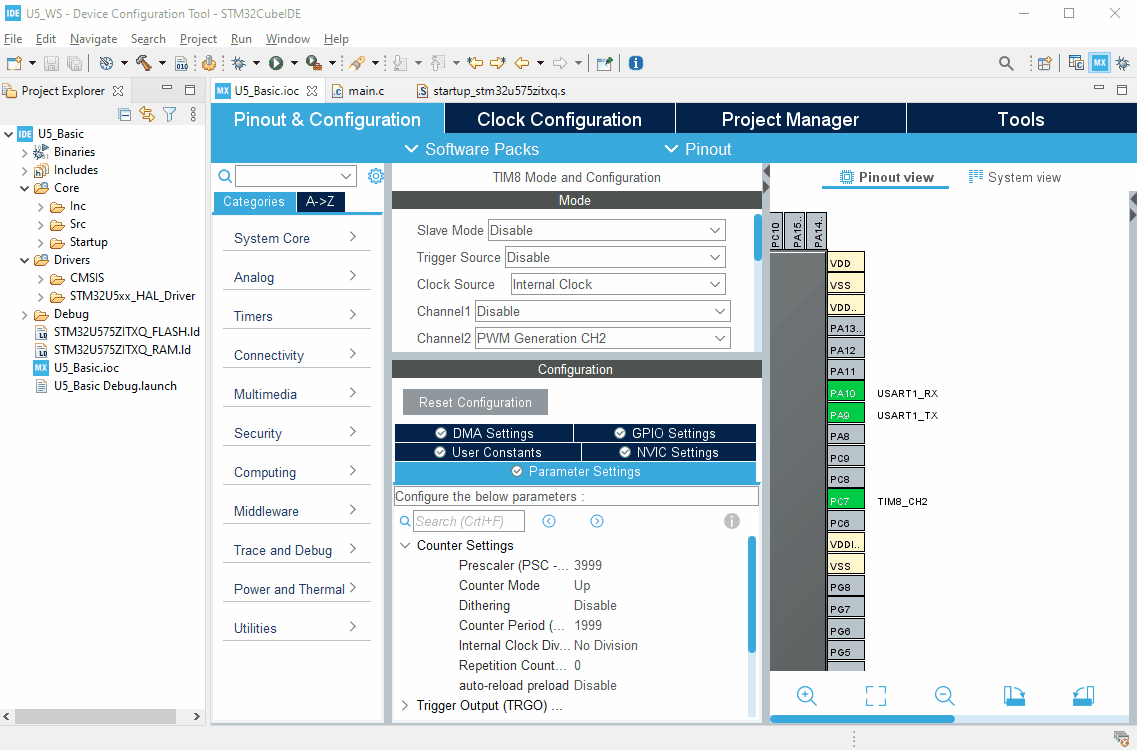 IDE U5_WS - Device Configuration Tool - STM32CubeIDE
File Edit Navigate Search Project Run Window Help
010 MX
Project Explorer
MX U5_Basic.ioc main.c startup_stm32u575zitxq.s
IDE U5_Basic
Binaries
Includes
Core
Inc
Src
Startup
Drivers
CMSIS
STM32U5xx_HAL_Driver
Debug
STM32U575ZITXQ_FLASH.ld
STM32U575ZITXQ_RAM.ld
MX U5_Basic.ioc
U5_Basic Debug.launch
Pinout & Configuration Clock Configuration Project Manager Tools
Software Packs Pinout
Categories A->Z
System Core
Analog
Timers
Connectivity
Multimedia
Security
Computing
Middleware
Trace and Debug
Power and Thermal
Utilities
TIM8 Mode and Configuration
Mode
Slave Mode Disable
Trigger Source Disable
Clock Source Internal Clock
Channel1 Disable
Channel2 PWM Generation CH2
Configuration
Reset Configuration
DMA Settings GPIO Settings
User Constants NVIC Settings
Parameter Settings
Configure the below parameters :
Search (CrtI+F)
Counter Settings
Prescaler (PSC -... 3999
Counter Mode Up
Dithering Disable
Counter Period (... 1999
Internal Clock Div... No Division
Repetition Count... 0
auto-reload preload Disable
Trigger Output (TRGO) ...
Pinout view System view
PC10 PA15.. PA14..
VDD
VSS
VDD..
PA13..
PA12
PA11
PA10 USART1_RX
PA9 USART1_TX
PA8
PC9
PC8
PC7 TIM8_CH2
PC6
VDDI..
VSS
PG8
PG7
PG6
PG5